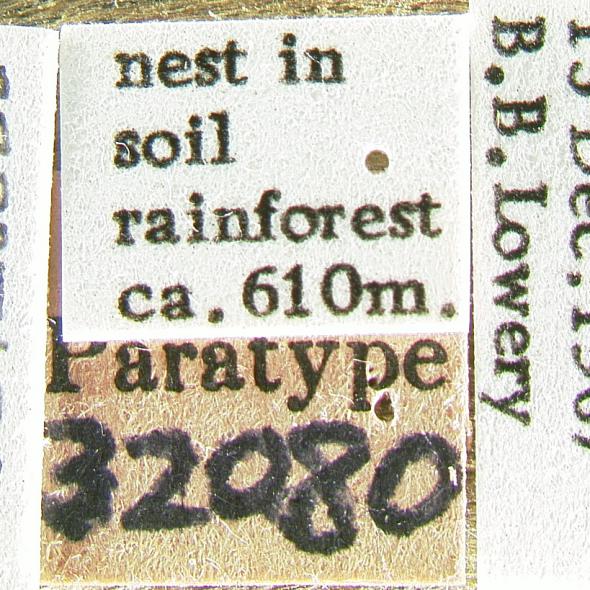 nest in
soil
rainforest
ca. 610m.
Paratype
32080
B.B. Lowery